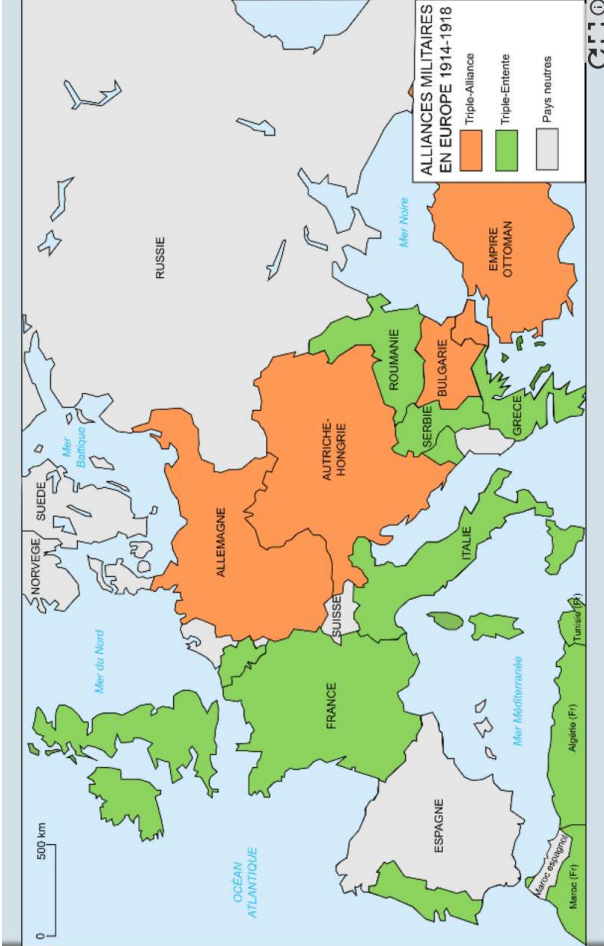 ALLIANCES MILITAIRES
EN EUROPE 1914-1918
Triple-Alliance
Triple-Entente
Pays neutres
0 500 km
OCÉAN
ATLANTIQUE
Mer du Nord
Mer
Baltique
Mer Noire
Mer Méditerranée
NORVEGE
SUEDE
RUSSIE
ALLEMAGNE
AUTRICHE-
HONGRIE
SUISSE
FRANCE
ESPAGNE
ITALIE
ROUMANIE
SERBIE
BULGARIE
GRECE
EMPIRE
OTTOMAN
Maroc espagnol
Maroc (Fr)
Algérie (Fr)
Tunisie (Fr)